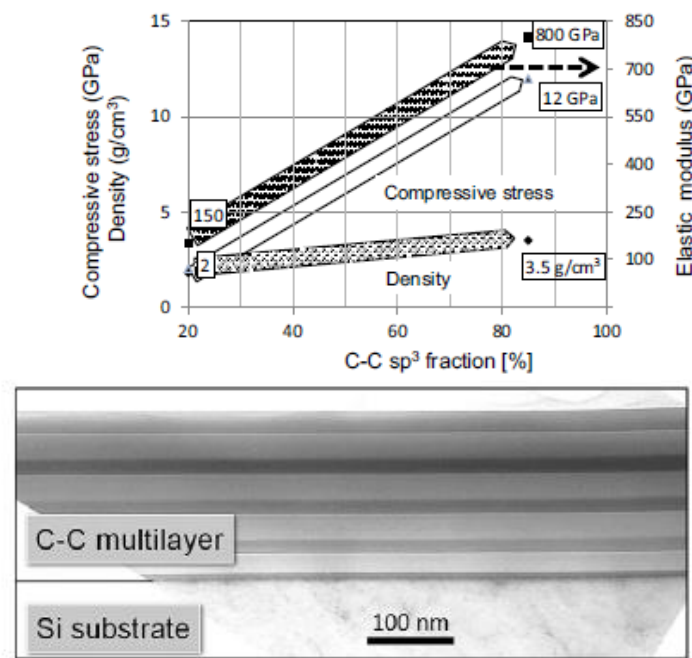 Compressive stress (GPa)
Density (g/cm³)
15
10
5
0
850
700
550
400
250
100
Elastic modulus (GPa)
800 GPa
12 GPa
150
Compressive stress
2
3.5 g/cm³
Density
20
40
60
80
100
C-C sp³ fraction [%]
C-C multilayer
Si substrate
100 nm